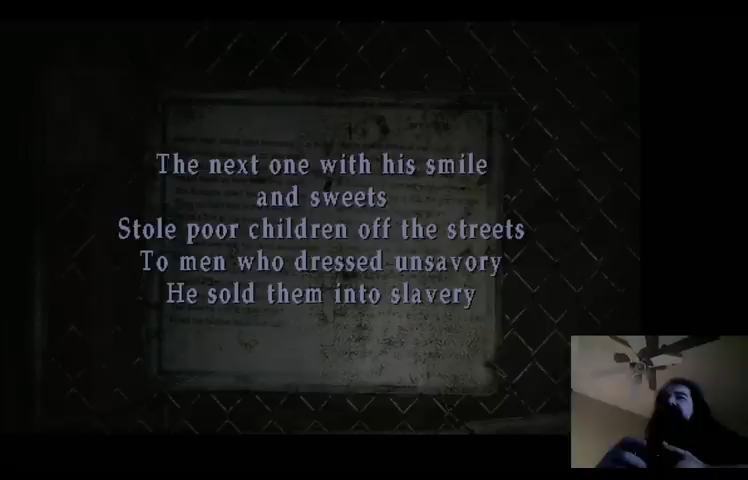 The next one with his smile
and sweets
Stole poor children off the streets
To men who dressed unsavory
He sold them into slavery